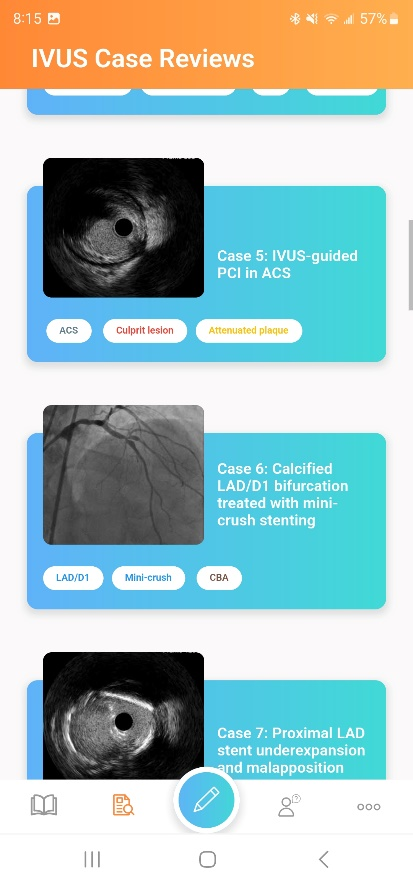 8:15
57%
IVUS Case Reviews
Case 5: IVUS-guided
PCI in ACS
ACS
Culprit lesion
Attenuated plaque
Case 6: Calcified
LAD/D1 bifurcation
treated with mini-
crush stenting
LAD/D1
Mini-crush
CBA
Case 7: Proximal LAD
stent underexpansion
and malapposition